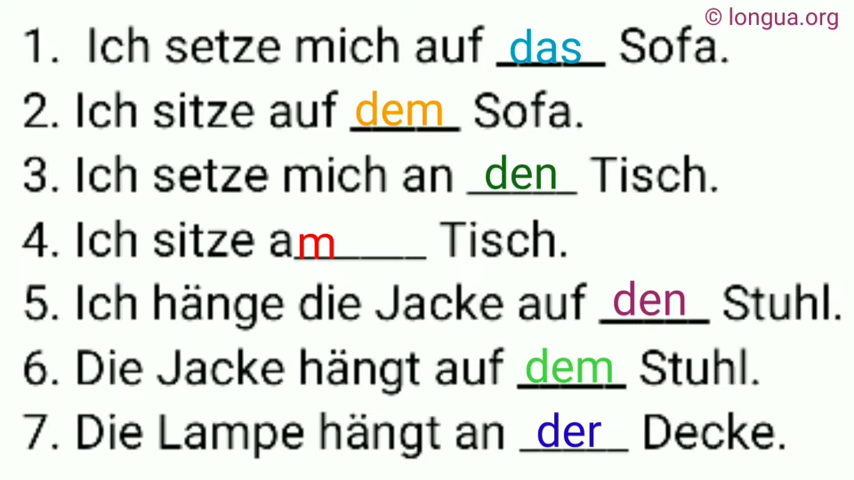 © longua.org
1. Ich setze mich auf das Sofa.
2. Ich sitze auf dem Sofa.
3. Ich setze mich an den Tisch.
4. Ich sitze am____ Tisch.
5. Ich hänge die Jacke auf den Stuhl.
6. Die Jacke hängt auf dem Stuhl.
7. Die Lampe hängt an der Decke.